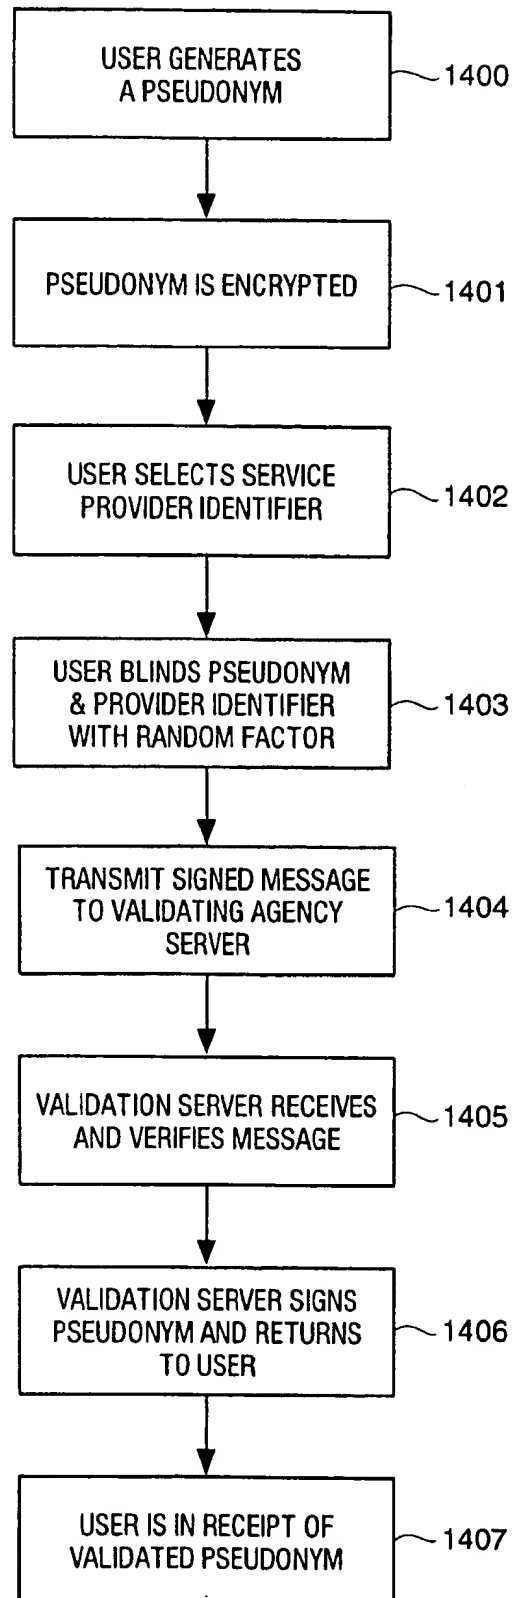 USER GENERATES
A PSEUDONYM
1400
PSEUDONYM IS ENCRYPTED
1401
USER SELECTS SERVICE
PROVIDER IDENTIFIER
1402
USER BLINDS PSEUDONYM
& PROVIDER IDENTIFIER
WITH RANDOM FACTOR
1403
TRANSMIT SIGNED MESSAGE
TO VALIDATING AGENCY
SERVER
1404
VALIDATION SERVER RECEIVES
AND VERIFIES MESSAGE
1405
VALIDATION SERVER SIGNS
PSEUDONYM AND RETURNS
TO USER
1406
USER IS IN RECEIPT OF
VALIDATED PSEUDONYM
1407